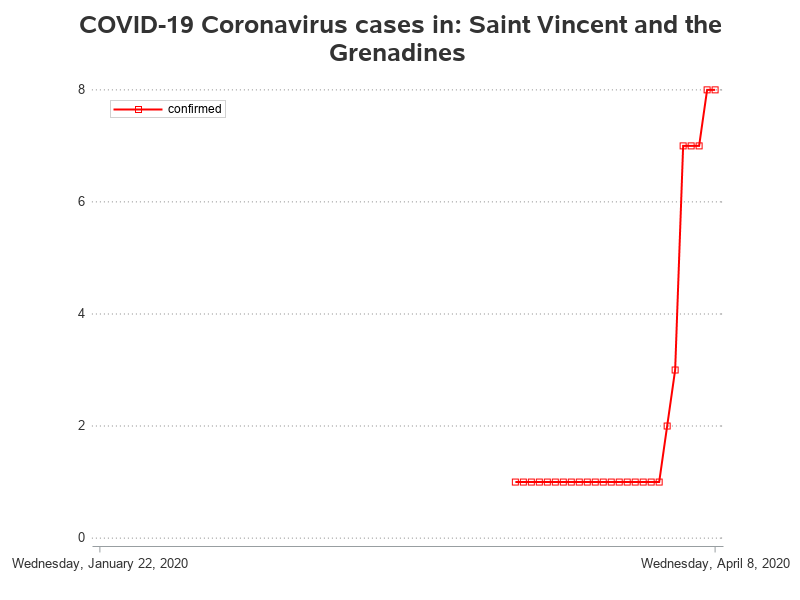 COVID-19 Coronavirus cases in: Saint Vincent and the
Grenadines
8
confirmed
6
4
2
0
Wednesday, January 22, 2020 Wednesday, April 8, 2020